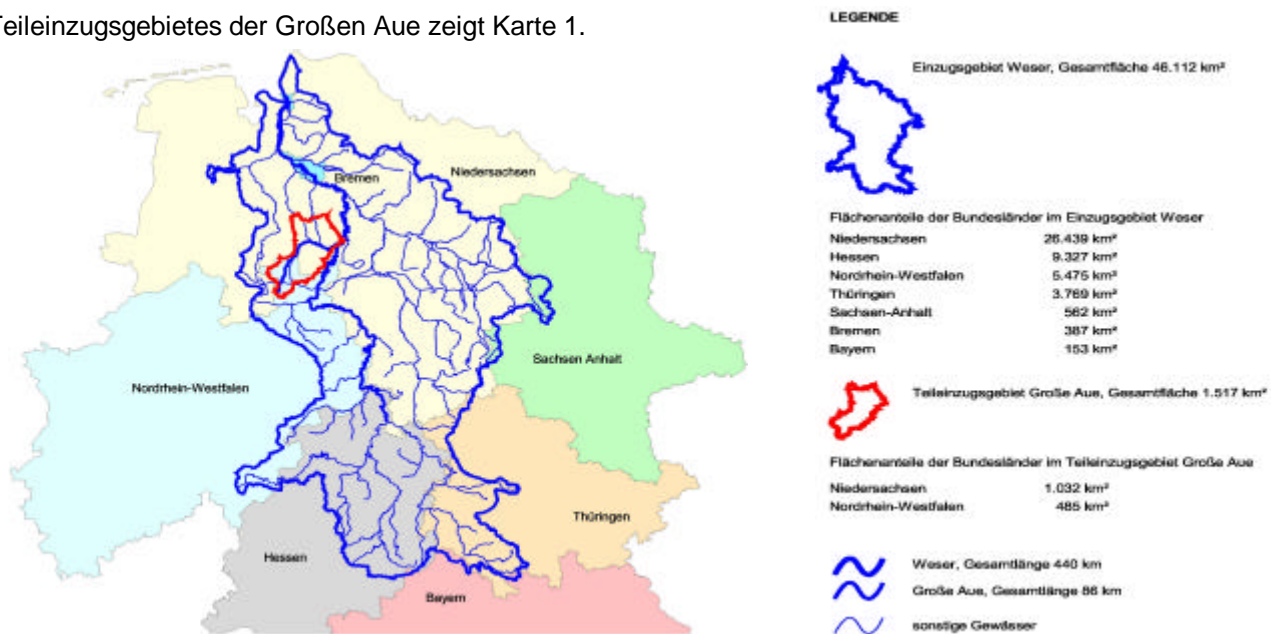 Teileinzugsgebietes der Großen Aue zeigt Karte 1.
Bremen
Niedersachsen
Nordrhein-Westfalen
Sachsen Anhalt
Thüringen
Hessen
Bayern
LEGENDE
Einzugsgebiet Weser, Gesamtfläche 46.112 km²
Flächenanteile der Bundesländer im Einzugsgebiet Weser
Niedersachsen 26.439 km²
Hessen 9.327 km²
Nordrhein-Westfalen 5.475 km²
Thüringen 3.769 km²
Sachsen-Anhalt 562 km²
Bremen 387 km²
Bayern 153 km²
Teileinzugsgebiet Große Aue, Gesamtfläche 1.517 km²
Flächenanteile der Bundesländer im Teileinzugsgebiet Große Aue
Niedersachsen 1.032 km²
Nordrhein-Westfalen 485 km²
Weser, Gesamtlänge 440 km
Große Aue, Gesamtlänge 86 km
sonstige Gewässer